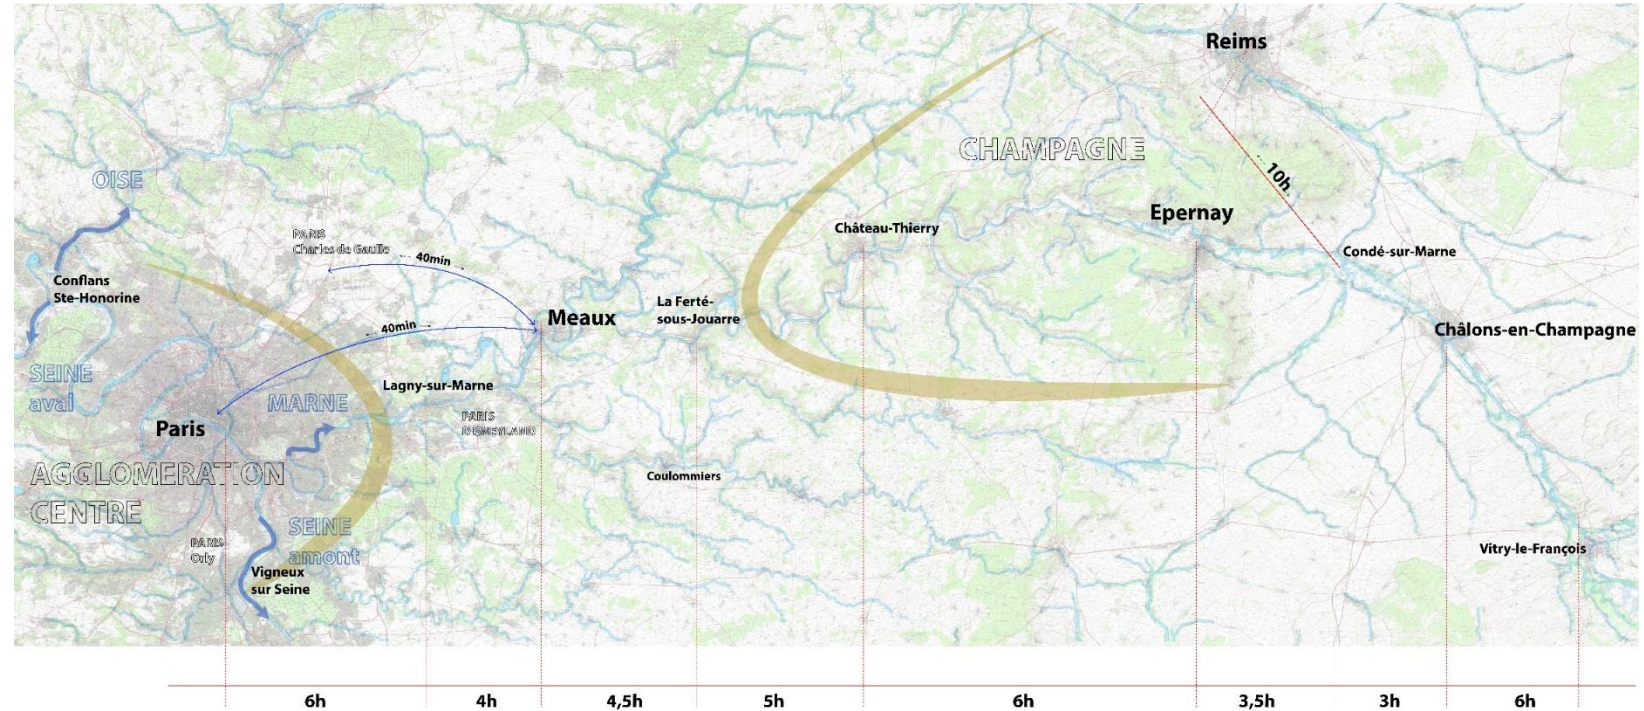 Reims
CHAMPAGNE
10h
OISE
Epernay
PARIS
Charles de Gaulle
Château-Thierry
40min
Condé-sur-Marne
Conflans
Ste-Honorine
La Ferté-
sous-Jouarre
Meaux
40min
Châlons-en-Champagne
SEINE
aval
Lagny-sur-Marne
MARNE
PARIS
DISNEYLAND
Paris
AGGLOMERATION
CENTRE
Coulommiers
SEINE
amont
PARIS
Orly
Vitry-le-François
Vigneux
sur Seine
6h
4h
4,5h
5h
6h
3,5h
3h
6h